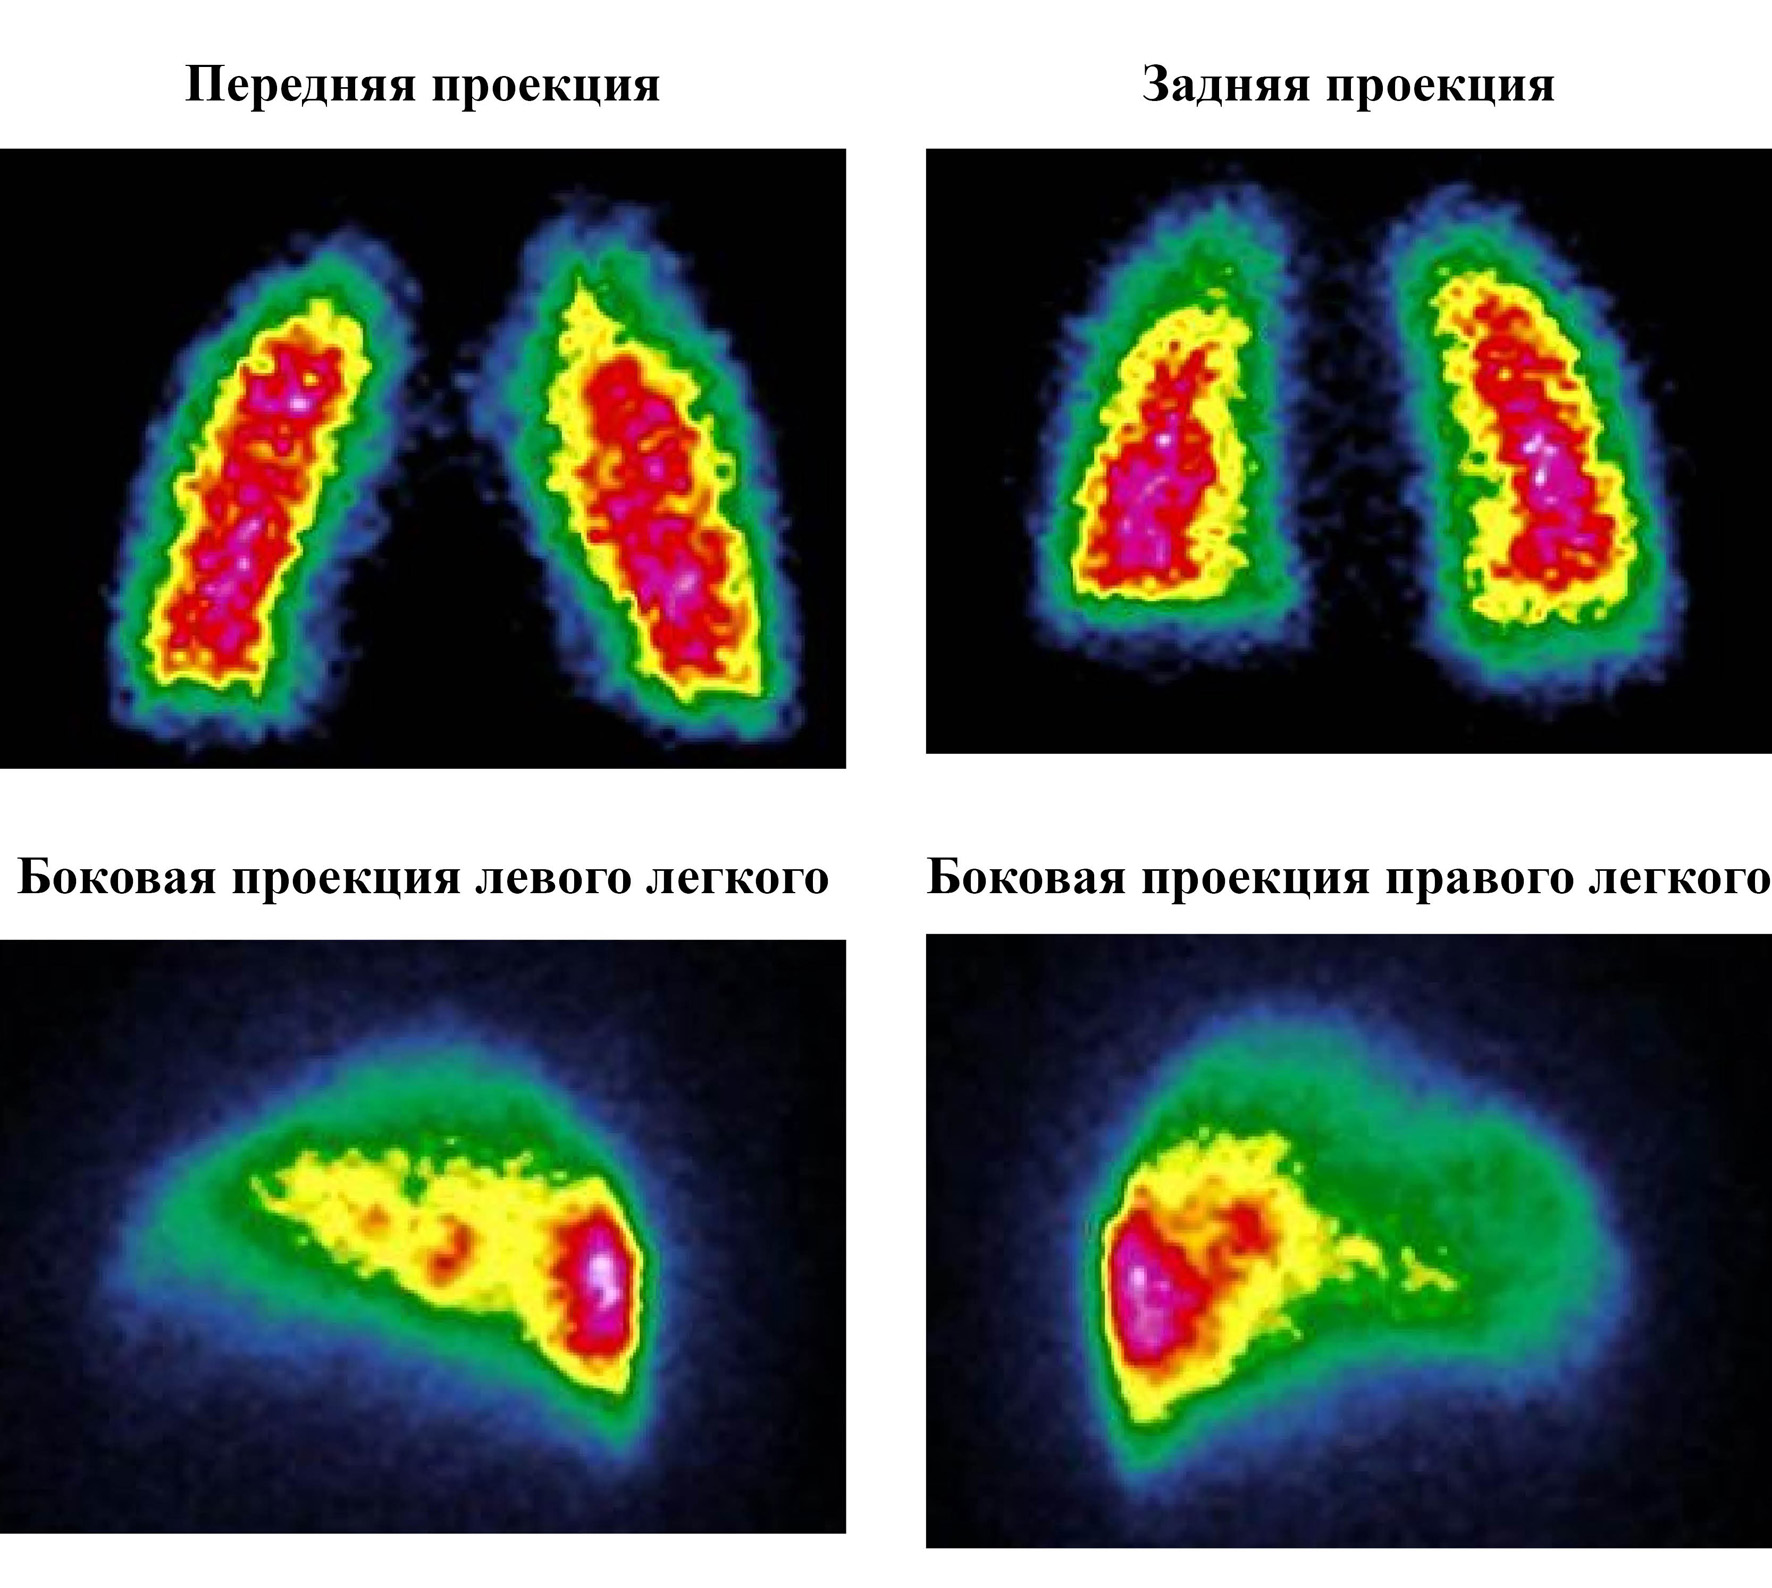 Передняя проекция
Задняя проекция
Боковая проекция левого легкого
Боковая проекция правого легкого